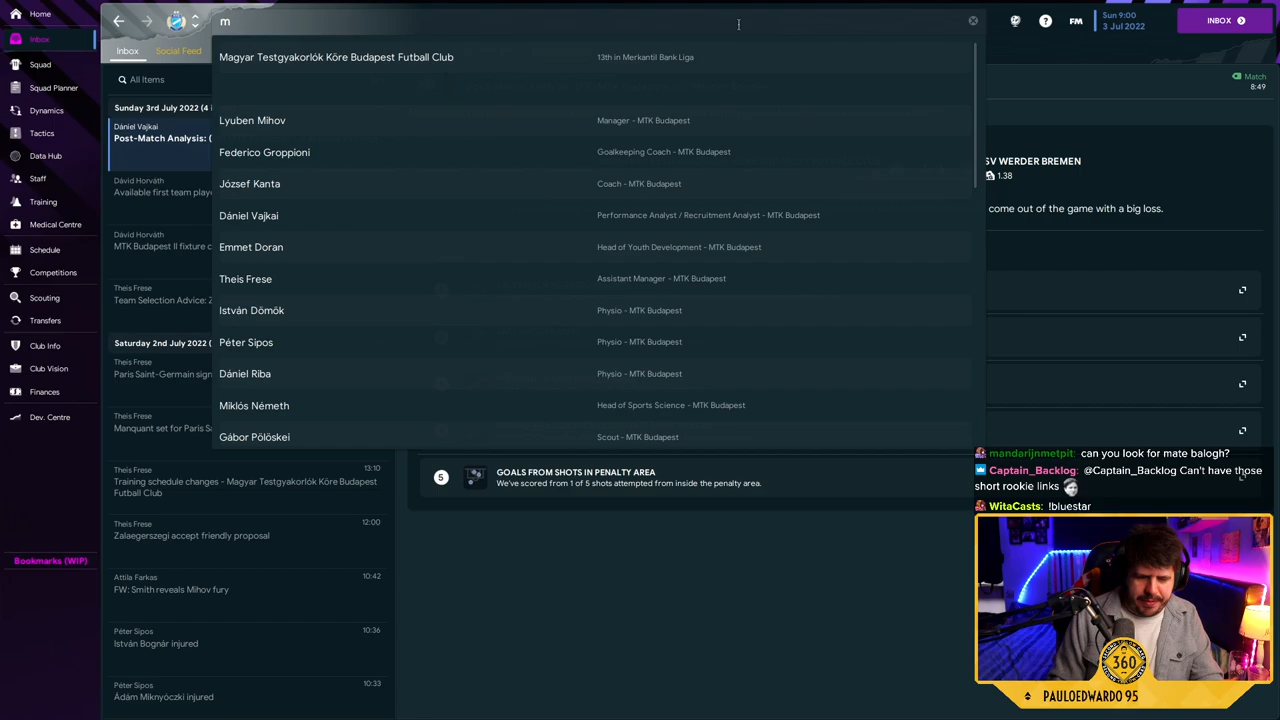 Home
Inbox
Squad
Squad Planner
Dynamics
Tactics
Data Hub
Staff
Training
Medical Centre
Schedule
Competitions
Scouting
Transfers
Club Info
Club Vision
Finances
Dev. Centre
Bookmarks (WIP)
m
FM
Sun 9:00
3 Jul 2022
INBOX
Inbox
Social Feed
All Items
Sunday 3rd July 2022 (4 i
Dániel Vajkai
Post-Match Analysis: (
Dávid Horváth
Available first team playe
Dávid Horváth
MTK Budapest II fixture c
Theis Frese
Team Selection Advice: Z
Saturday 2nd July 2022 (
Theis Frese
Paris Saint-Germain sign
Theis Frese
Manquant set for Paris Sa
Theis Frese
13:10
Training schedule changes - Magyar Testgyakorlók Köre Budapest
Futball Club
Theis Frese
12:00
Zalaegerszegi accept friendly proposal
Attila Farkas
10:42
FW: Smith reveals Mihov fury
Péter Sipos
10:36
István Bognár injured
Péter Sipos
10:33
Ádám Miknyóczki injured
Magyar Testgyakorlók Köre Budapest Futball Club
13th in Merkantil Bank Liga
Lyuben Mihov
Manager - MTK Budapest
Federico Groppioni
Goalkeeping Coach - MTK Budapest
József Kanta
Coach - MTK Budapest
Dániel Vajkai
Performance Analyst / Recruitment Analyst - MTK Budapest
Emmet Doran
Head of Youth Development - MTK Budapest
Theis Frese
Assistant Manager - MTK Budapest
István Dömök
Physio - MTK Budapest
Péter Sipos
Physio - MTK Budapest
Dániel Riba
Physio - MTK Budapest
Miklós Németh
Head of Sports Science - MTK Budapest
Gábor Pölöskei
Scout - MTK Budapest
Match
8:49
SV WERDER BREMEN
1.38
come out of the game with a big loss.
5
GOALS FROM SHOTS IN PENALTY AREA
We've scored from 1 of 5 shots attempted from inside the penalty area.
mandarijnmetpit: can you look for mate balogh?
Captain_Backlog: @Captain_Backlog Can't have those
short rookie links
WitaCasts: !bluestar
360
PAULOEDWARDO 95